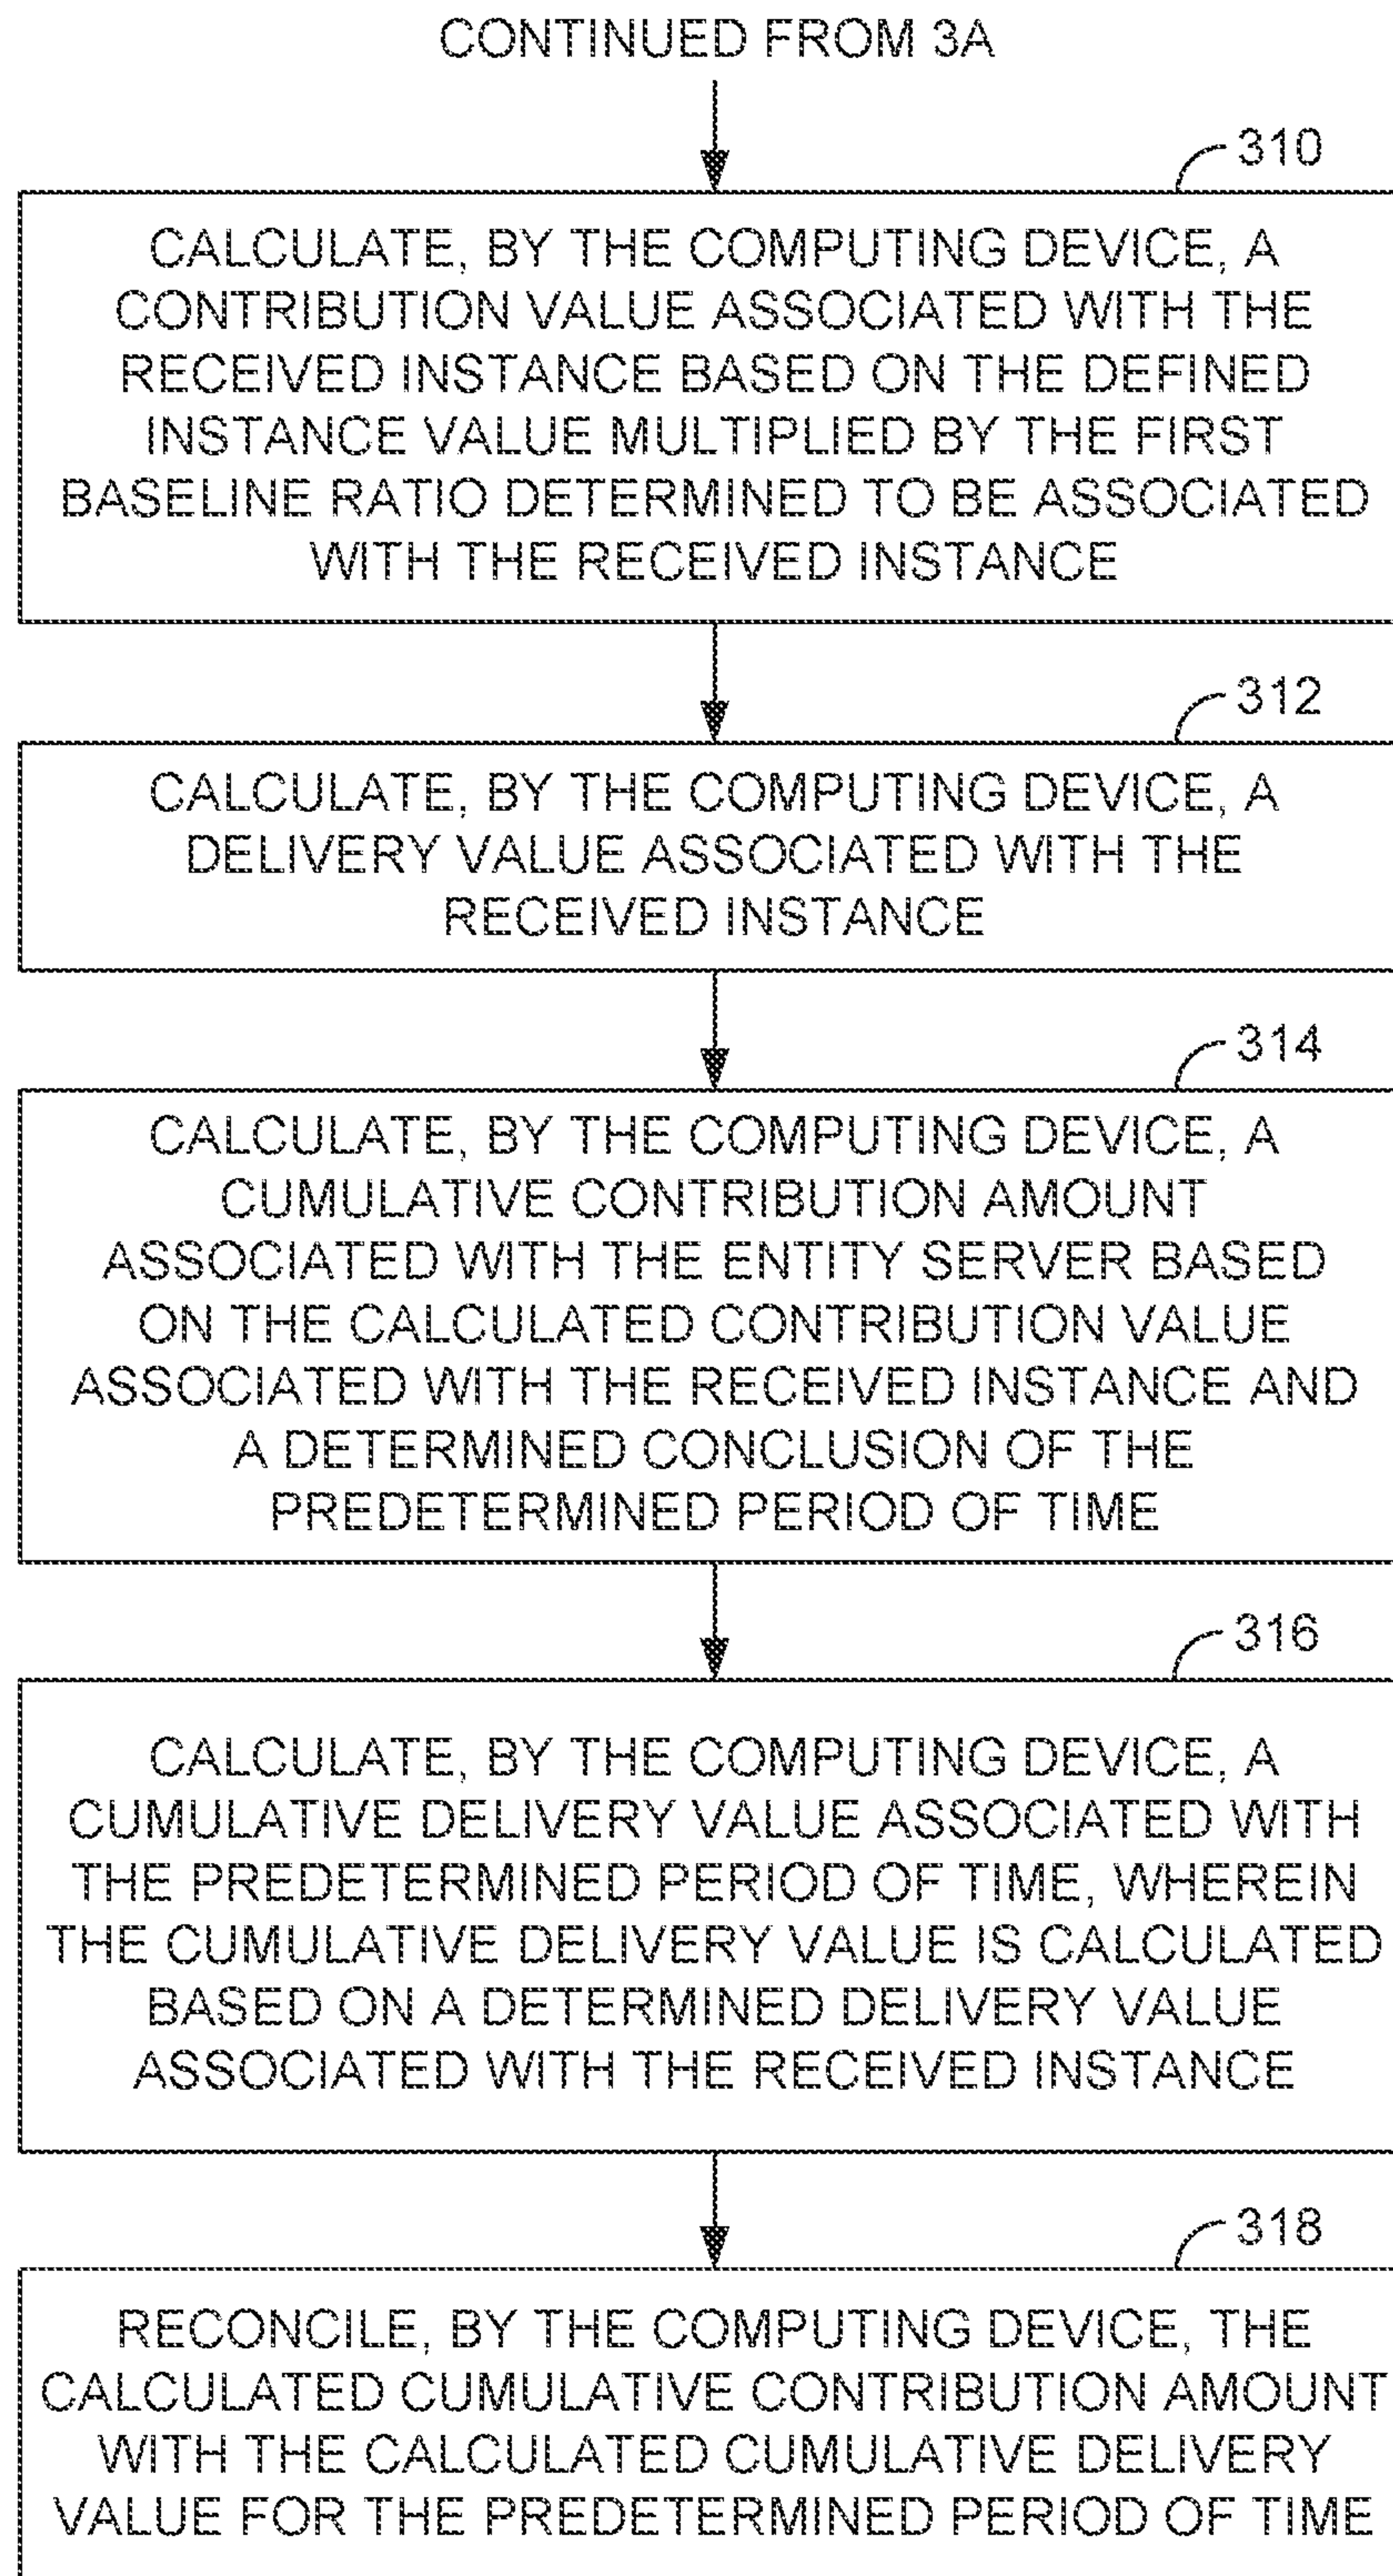 CONTINUED FROM 3A
310
CALCULATE, BY THE COMPUTING DEVICE, A
CONTRIBUTION VALUE ASSOCIATED WITH THE
RECEIVED INSTANCE BASED ON THE DEFINED
INSTANCE VALUE MULTIPLIED BY THE FIRST
BASELINE RATIO DETERMINED TO BE ASSOCIATED
WITH THE RECEIVED INSTANCE
312
CALCULATE, BY THE COMPUTING DEVICE, A
DELIVERY VALUE ASSOCIATED WITH THE
RECEIVED INSTANCE
314
CALCULATE, BY THE COMPUTING DEVICE, A
CUMULATIVE CONTRIBUTION AMOUNT
ASSOCIATED WITH THE ENTITY SERVER BASED
ON THE CALCULATED CONTRIBUTION VALUE
ASSOCIATED WITH THE RECEIVED INSTANCE AND
A DETERMINED CONCLUSION OF THE
PREDETERMINED PERIOD OF TIME
316
CALCULATE, BY THE COMPUTING DEVICE, A
CUMULATIVE DELIVERY VALUE ASSOCIATED WITH
THE PREDETERMINED PERIOD OF TIME, WHEREIN
THE CUMULATIVE DELIVERY VALUE IS CALCULATED
BASED ON A DETERMINED DELIVERY VALUE
ASSOCIATED WITH THE RECEIVED INSTANCE
318
RECONCILE, BY THE COMPUTING DEVICE, THE
CALCULATED CUMULATIVE CONTRIBUTION AMOUNT
WITH THE CALCULATED CUMULATIVE DELIVERY
VALUE FOR THE PREDETERMINED PERIOD OF TIME